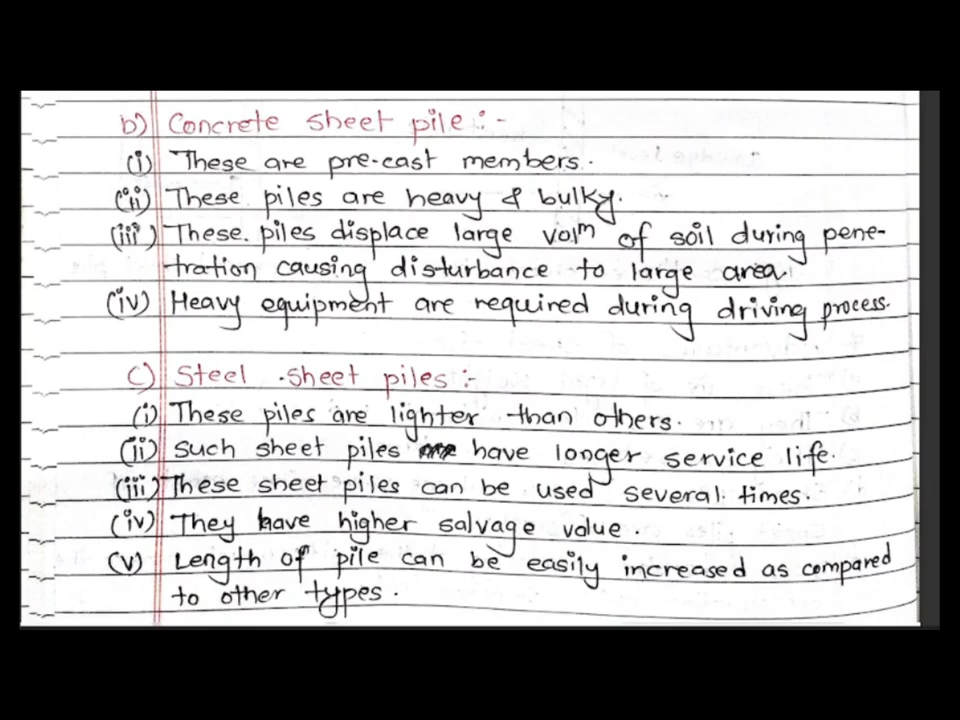 b) Concrete sheet pile :-
(i) These are pre-cast members.
(ii) These piles are heavy & bulky.
(iii) These piles displace large volm of soil during pene-
tration causing disturbance to large area.
(iv) Heavy equipment are required during driving process.
c) Steel sheet piles :-
(i) These piles are lighter than others.
(ii) Such sheet piles have longer service life.
(iii) These sheet piles can be used several times.
(iv) They have higher salvage value.
(v) Length of pile can be easily increased as compared
to other types.